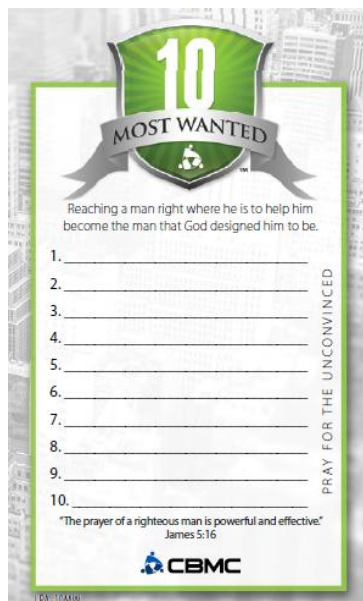 10
MOST WANTED
TM
Reaching a man right where he is to help him
become the man that God designed him to be.
1.
2.
3.
4.
5.
6.
7.
8.
9.
10.
PRAY FOR THE UNCONVINCED
"The prayer of a righteous man is powerful and effective."
James 5:16
CBMC